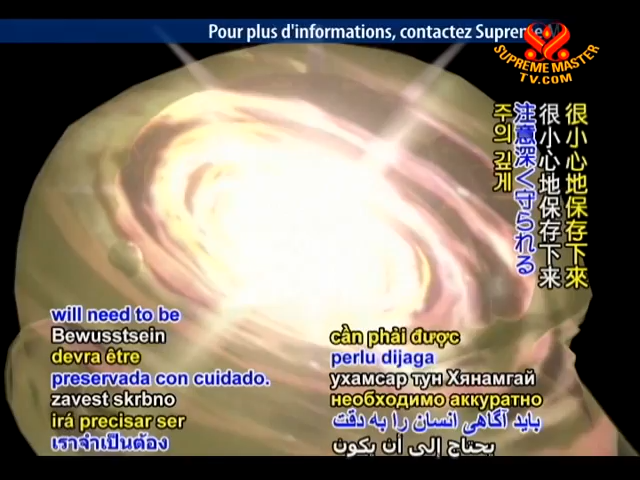 Pour plus d'informations, contactez Supreme
SUPREME MASTER
TV.COM
很小心地保存下來
很小心地保存下来
注意深く守られる
주의 깊게
will need to be
Bewusstsein
devra être
preservada con cuidado.
zavest skrbno
irá precisar ser
เราจำเป็นต้อง
cần phải được
perlu dijaga
ухамсар тун Хянамгай
необходимо аккуратно
باید آگاهی انسان را به دقت
يحتاج إلى أن يكون